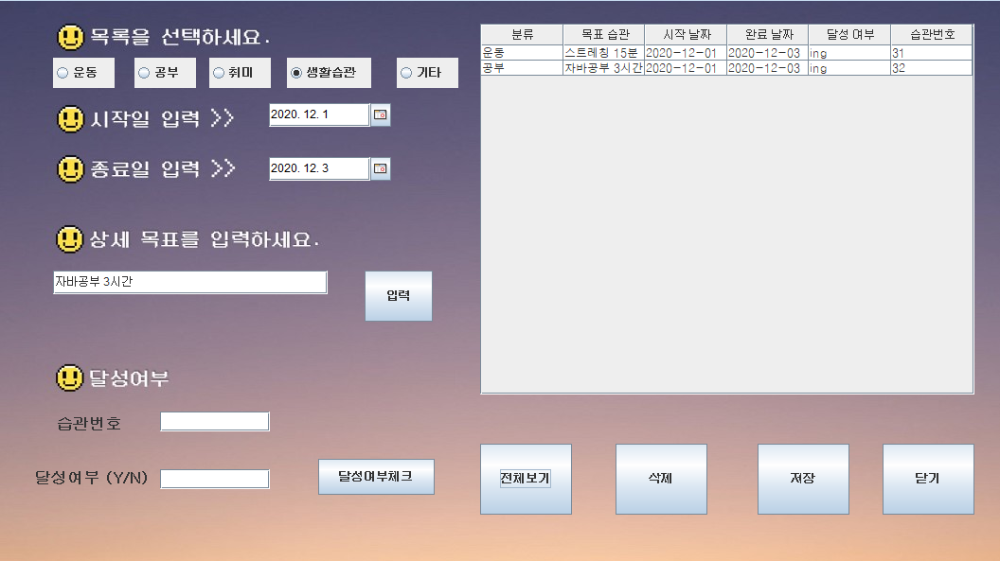 목록을 선택하세요.
운동 공부 취미 생활습관 기타
시작일 입력 >> 2020. 12. 1
종료일 입력 >> 2020. 12. 3
상세 목표를 입력하세요.
자바공부 3시간
입력
달성여부
습관번호
달성여부 (Y/N)
달성여부체크
분류 목표 습관 시작 날짜 완료 날짜 달성 여부 습관번호
운동 스트레칭 15분 2020-12-01 2020-12-03 ing 31
공부 자바공부 3시간 2020-12-01 2020-12-03 ing 32
전체보기 삭제 저장 닫기